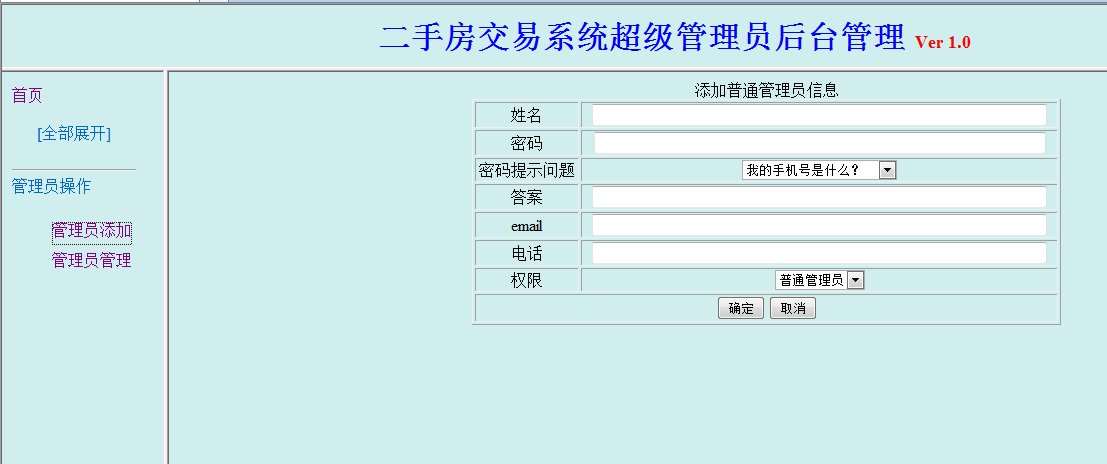 二手房交易系统超级管理员后台管理 Ver 1.0
首页
[全部展开]
管理员操作
管理员添加
管理员管理
添加普通管理员信息
姓名
密码
密码提示问题 我的手机号是什么？
答案
email
电话
权限 普通管理员
确定 取消